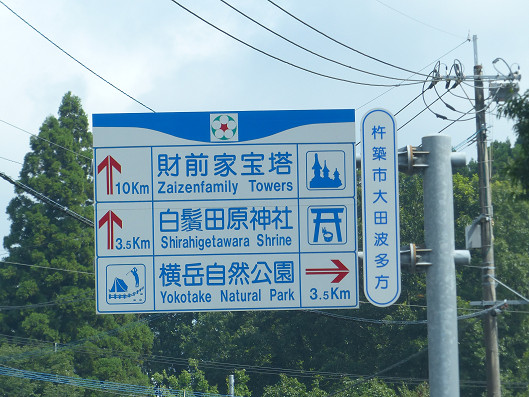 財前家宝塔
10Km
Zaizenfamily Towers
白鬚田原神社
3.5Km
Shirahigetawara Shrine
横岳自然公園
Yokotake Natural Park
3.5Km
杵築市大田波多方